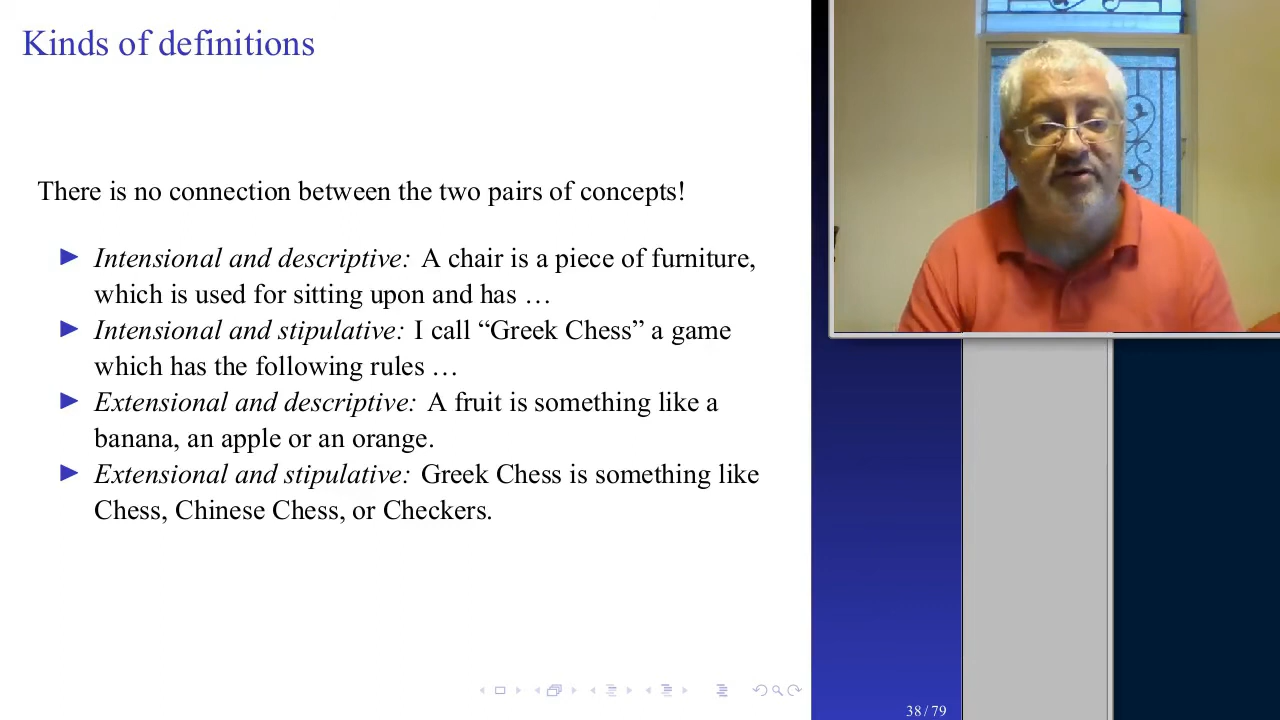 Kinds of definitions
There is no connection between the two pairs of concepts!
Intensional and descriptive: A chair is a piece of furniture,
which is used for sitting upon and has …
Intensional and stipulative: I call “Greek Chess” a game
which has the following rules …
Extensional and descriptive: A fruit is something like a
banana, an apple or an orange.
Extensional and stipulative: Greek Chess is something like
Chess, Chinese Chess, or Checkers.
38 / 79